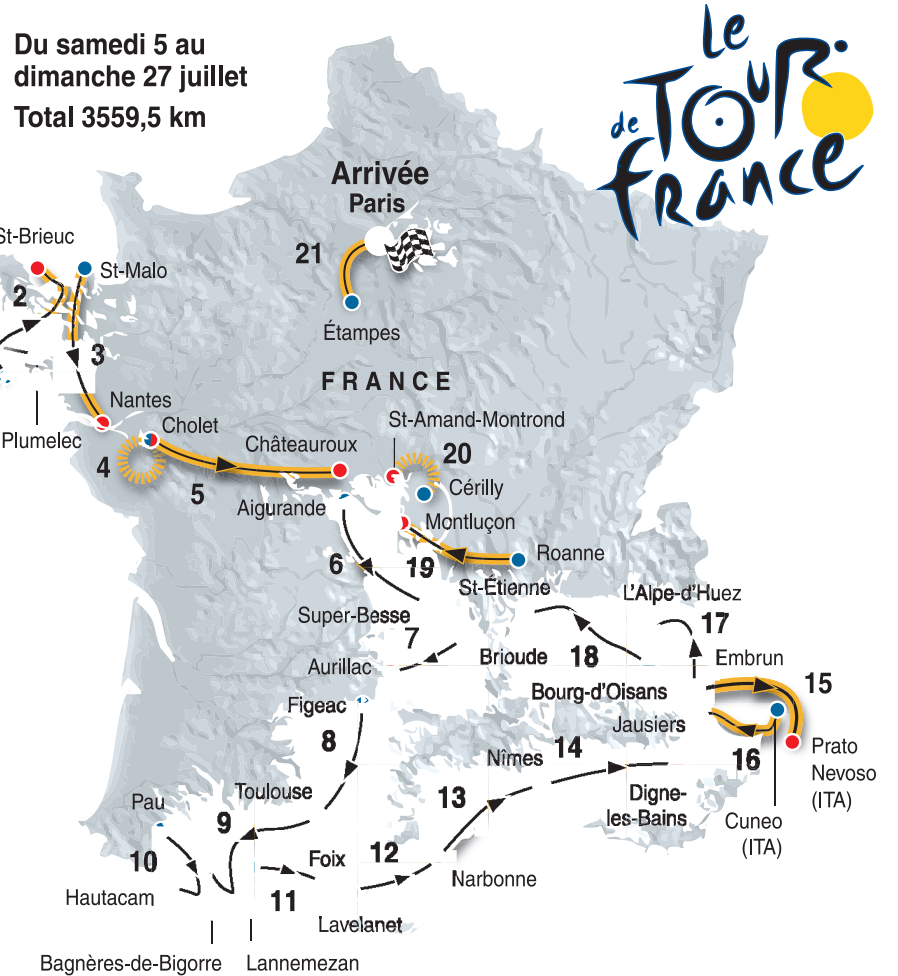 Du samedi 5 au
dimanche 27 juillet
Total 3559,5 km
Le
de TOUR
france
Arrivée
Paris
21
Étampes
St-Brieuc
St-Malo
2
3
Plumelec
Nantes
Cholet
4
5
Châteauroux
FRANCE
St-Amand-Montrond
20
Cérilly
Aigurande
Montluçon
6
19
Roanne
St-Étienne
L'Alpe-d'Huez
17
Super-Besse
7
Brioude
18
Embrun
15
Aurillac
Bourg-d'Oisans
Figeac
Jausiers
8
Nîmes
14
16
Prato
Nevoso
(ITA)
Toulouse
13
Digne-
les-Bains
Pau
9
Cuneo
(ITA)
10
Foix
12
Narbonne
Hautacam
11
Lavelanet
Bagnères-de-Bigorre
Lannemezan